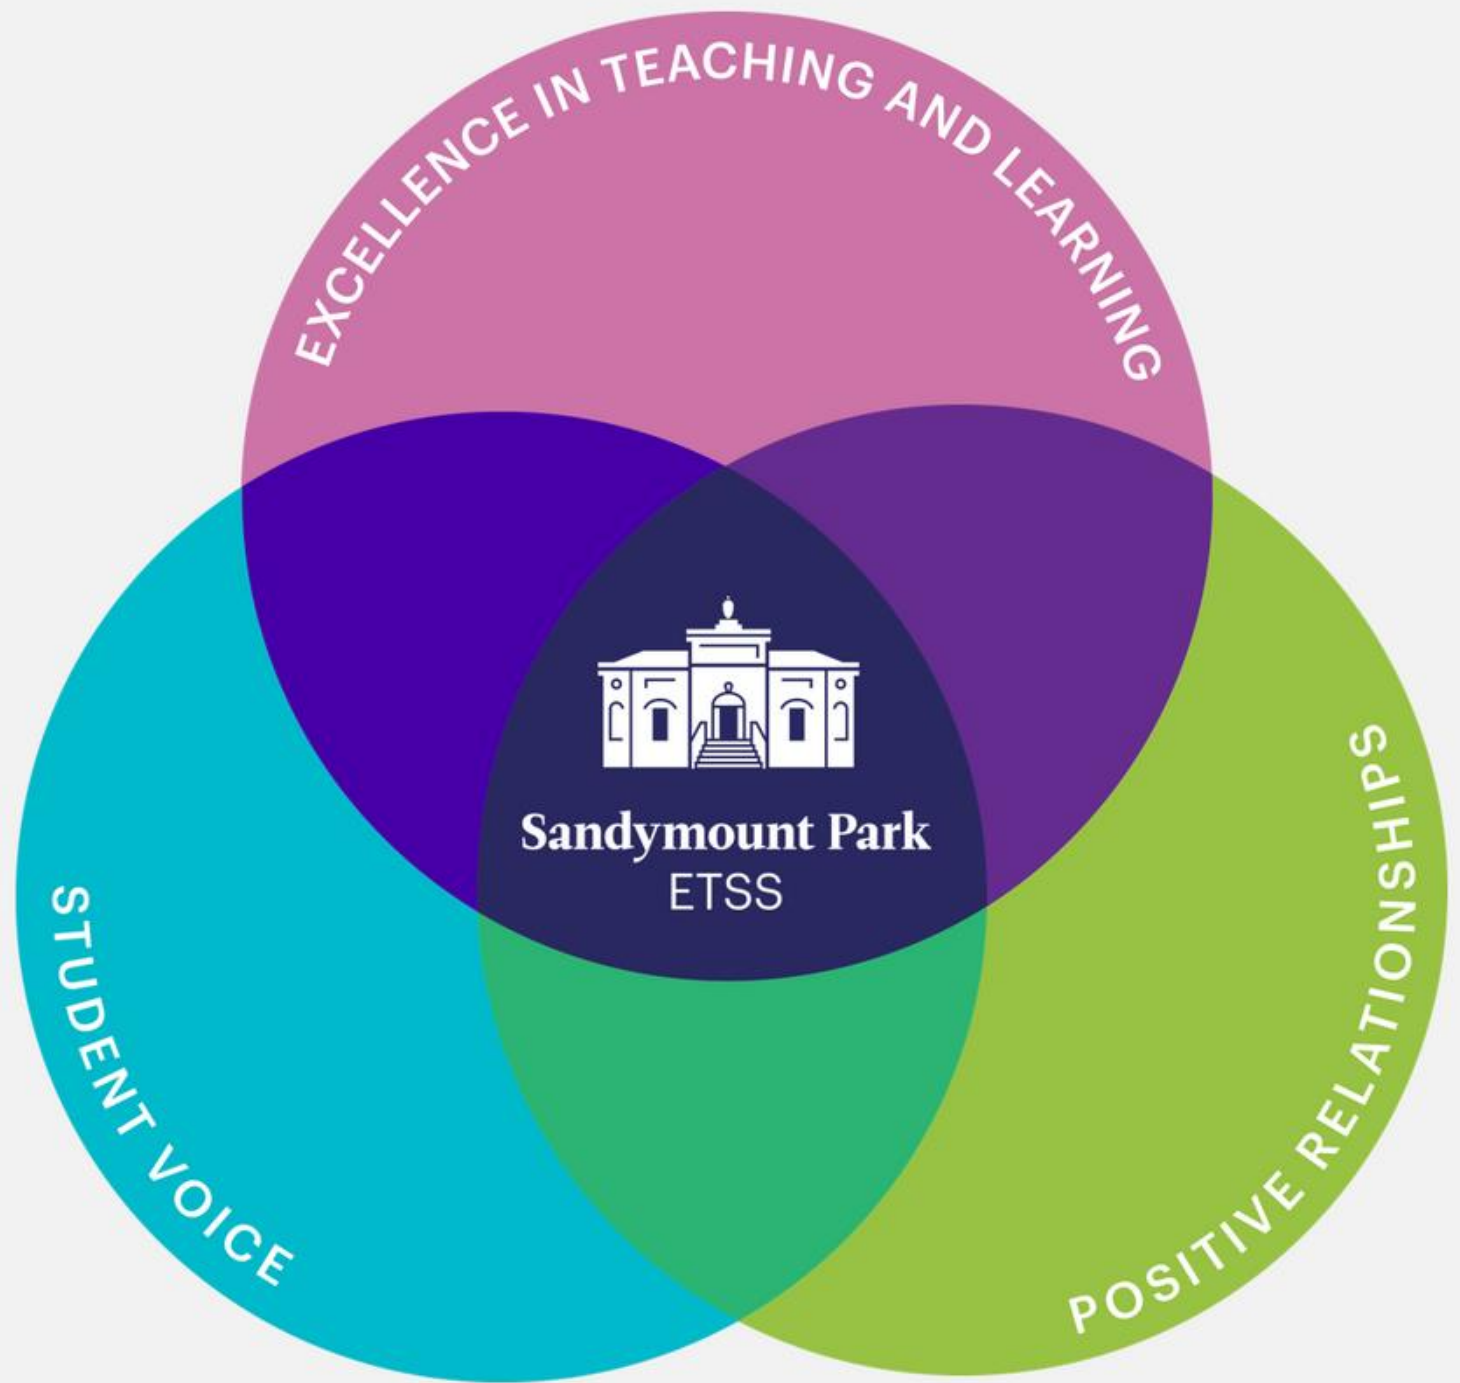 EXCELLENCE IN TEACHING AND LEARNING
Sandymount Park
ETSS
STUDENT VOICE
POSITIVE RELATIONSHIPS